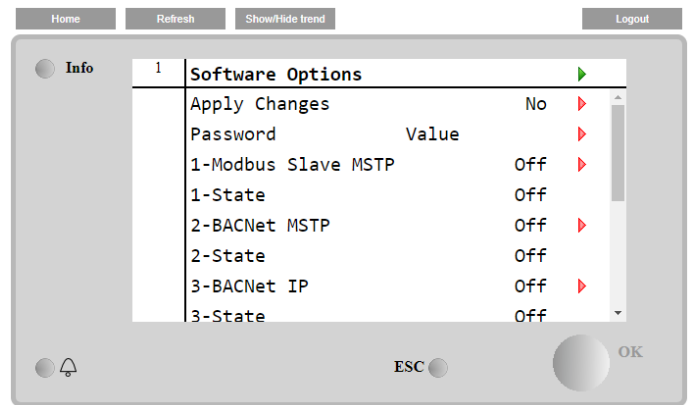 Home Refresh Show/Hide trend Logout
Info
1 Software Options
Apply Changes No
Password Value
1-Modbus Slave MSTP Off
1-State Off
2-BACNet MSTP Off
2-State Off
3-BACNet IP Off
3-State Off
ESC OK